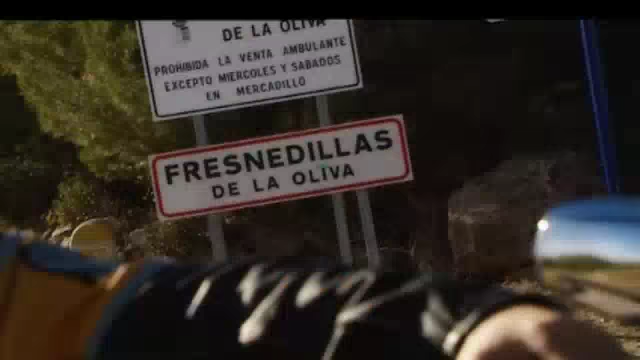 DE LA OLIVA
PROHIBIDA LA VENTA AMBULANTE
EXCEPTO MIERCOLES Y SABADOS
EN MERCADILLO
FRESNEDILLAS
DE LA OLIVA